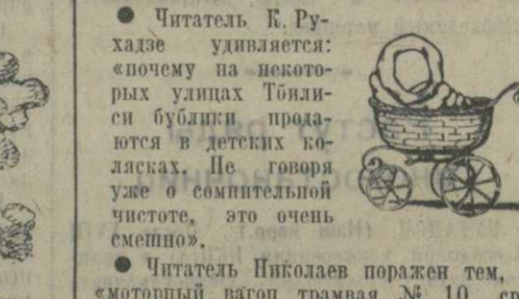 ● Читатель К. Ру-
хадзе удивляется:
«почему на некото-
рых улицах Тбили-
си бублики прода-
ются в детских ко-
лясках. Не говоря
уже о сомнительной
чистоте, это очень
смешно».
● Читатель Николаев поражен тем,
«моторный вагон трамвая № 10